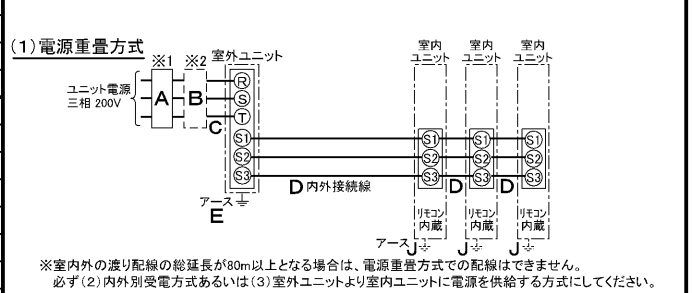 (1)電源重畳方式
※1 ※2 室外ユニット 室内ユニット 室内ユニット 室内ユニット
ユニット電源
三相 200V
A B C
R
S
T
S1 S1 S1 S1
S2 S2 S2 S2
S3 S3 S3 S3
D 内外接続線 D D
アース
E
リモコン内蔵 リモコン内蔵 リモコン内蔵
アース J J J
※室内外の渡り配線の総延長が80m以上となる場合は、電源重畳方式での配線はできません。
必ず(2)内外別受電方式あるいは(3)室外ユニットより室内ユニットに電源を供給する方式にしてください。